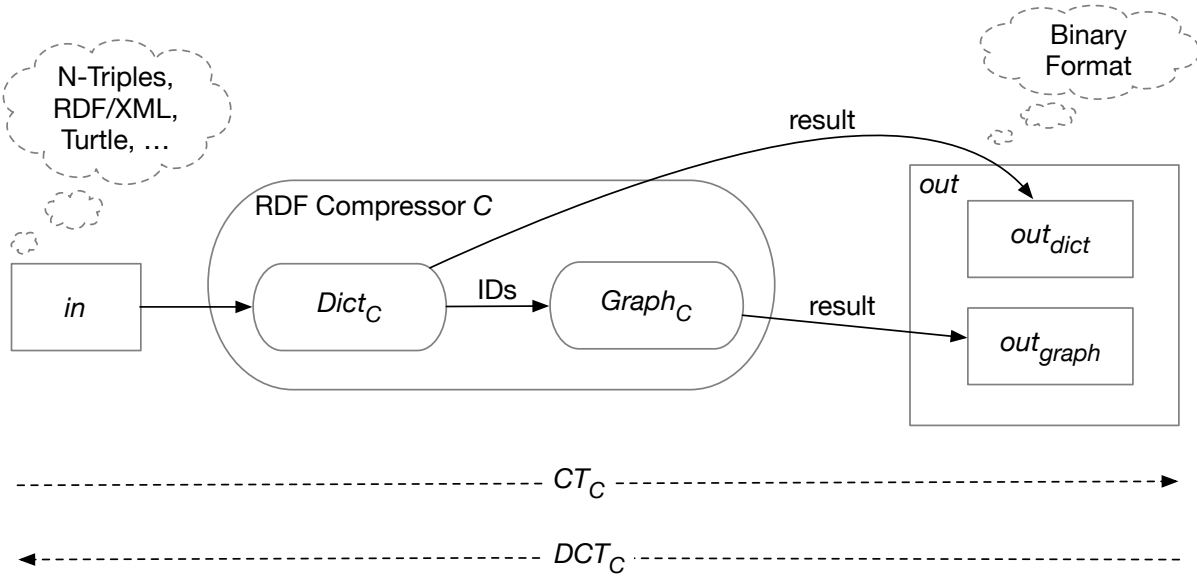 N-Triples,
RDF/XML,
Turtle, …
Binary
Format
result
RDF Compressor C
out
out_dict
in
Dict_C
IDs
Graph_C
result
out_graph
CT_C
DCT_C